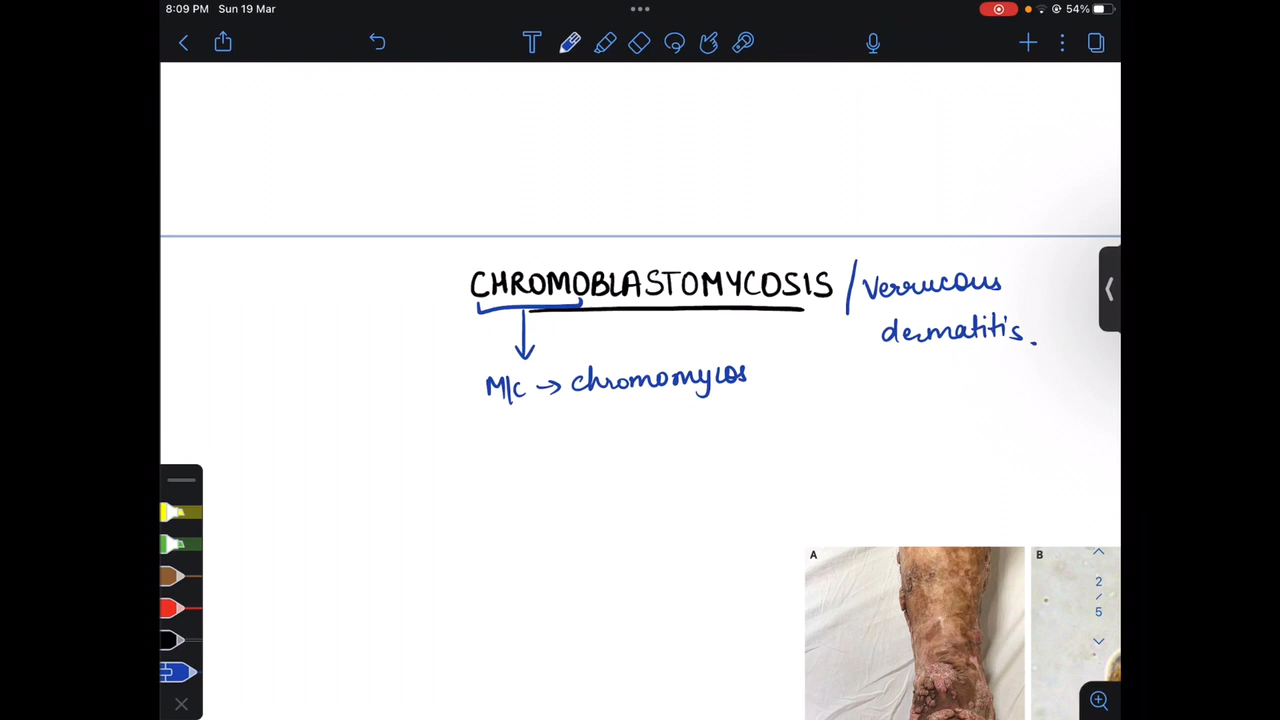 8:09 PM Sun 19 Mar
54%
T
CHROMOBLASTOMYCOSIS / Verrucous
dermatitis.
M/C → chromomycos
A
B
2
/
5